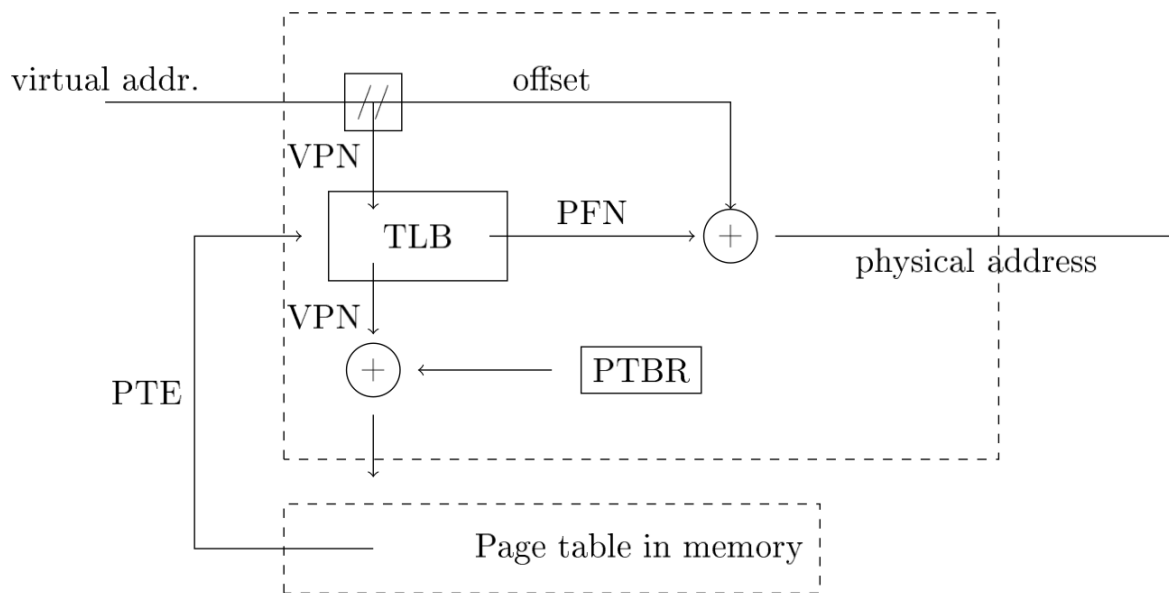 virtual addr.
offset
//
VPN
TLB
PFN
+
physical address
VPN
+
PTBR
PTE
Page table in memory